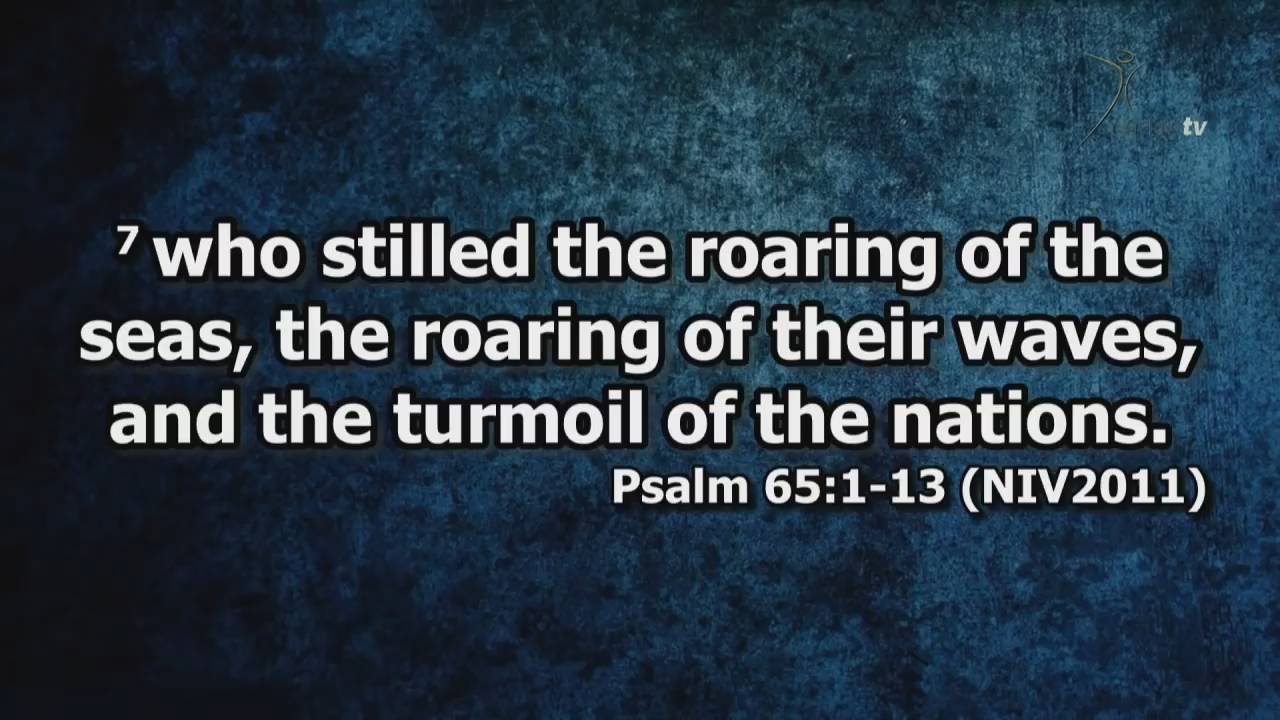 7 who stilled the roaring of the
seas, the roaring of their waves,
and the turmoil of the nations.
Psalm 65:1-13 (NIV2011)
tv